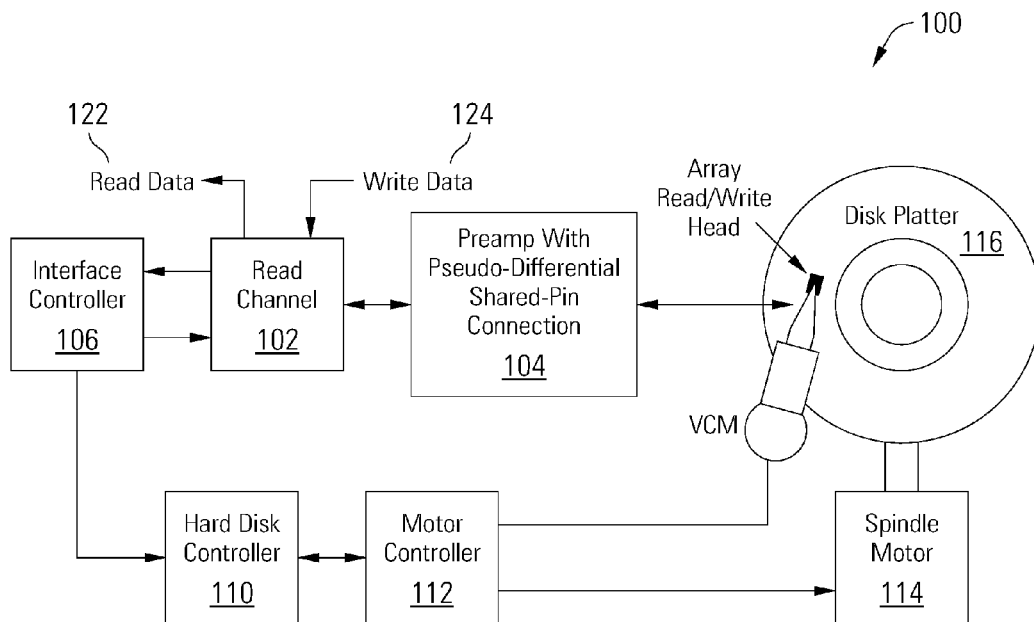 100
122
124
Read Data
Write Data
Array
Read/Write
Head
Disk Platter
116
Interface
Controller
106
Read
Channel
102
Preamp With
Pseudo-Differential
Shared-Pin
Connection
104
VCM
Hard Disk
Controller
110
Motor
Controller
112
Spindle
Motor
114